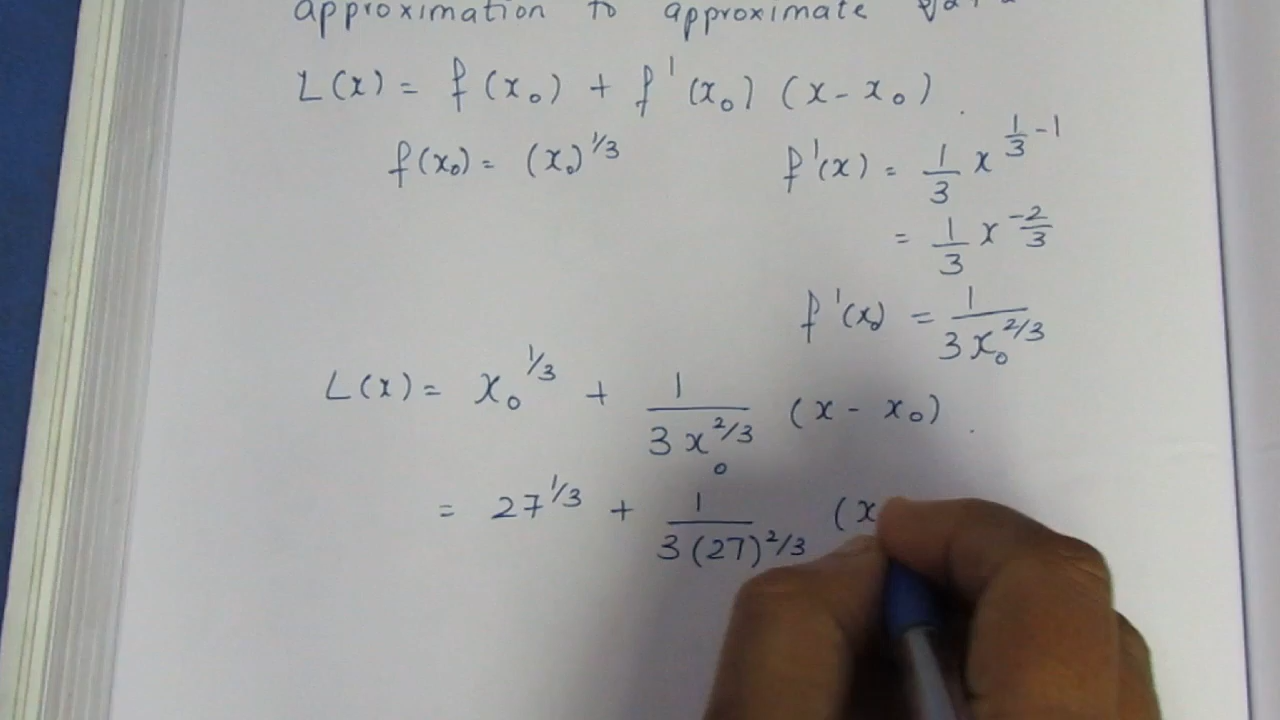 approximation to approximate
L(x) = f(x₀) + f'(x₀) (x - x₀).
f(x₀) = (x₀)^1/3
f'(x) = 1/3 x^(1/3 - 1)
= 1/3 x^(-2/3)
f'(x₀) = 1/(3x₀^2/3)
L(x) = x₀^1/3 + 1/(3x₀^2/3) (x - x₀).
= 27^1/3 + 1/(3(27)^2/3) (x